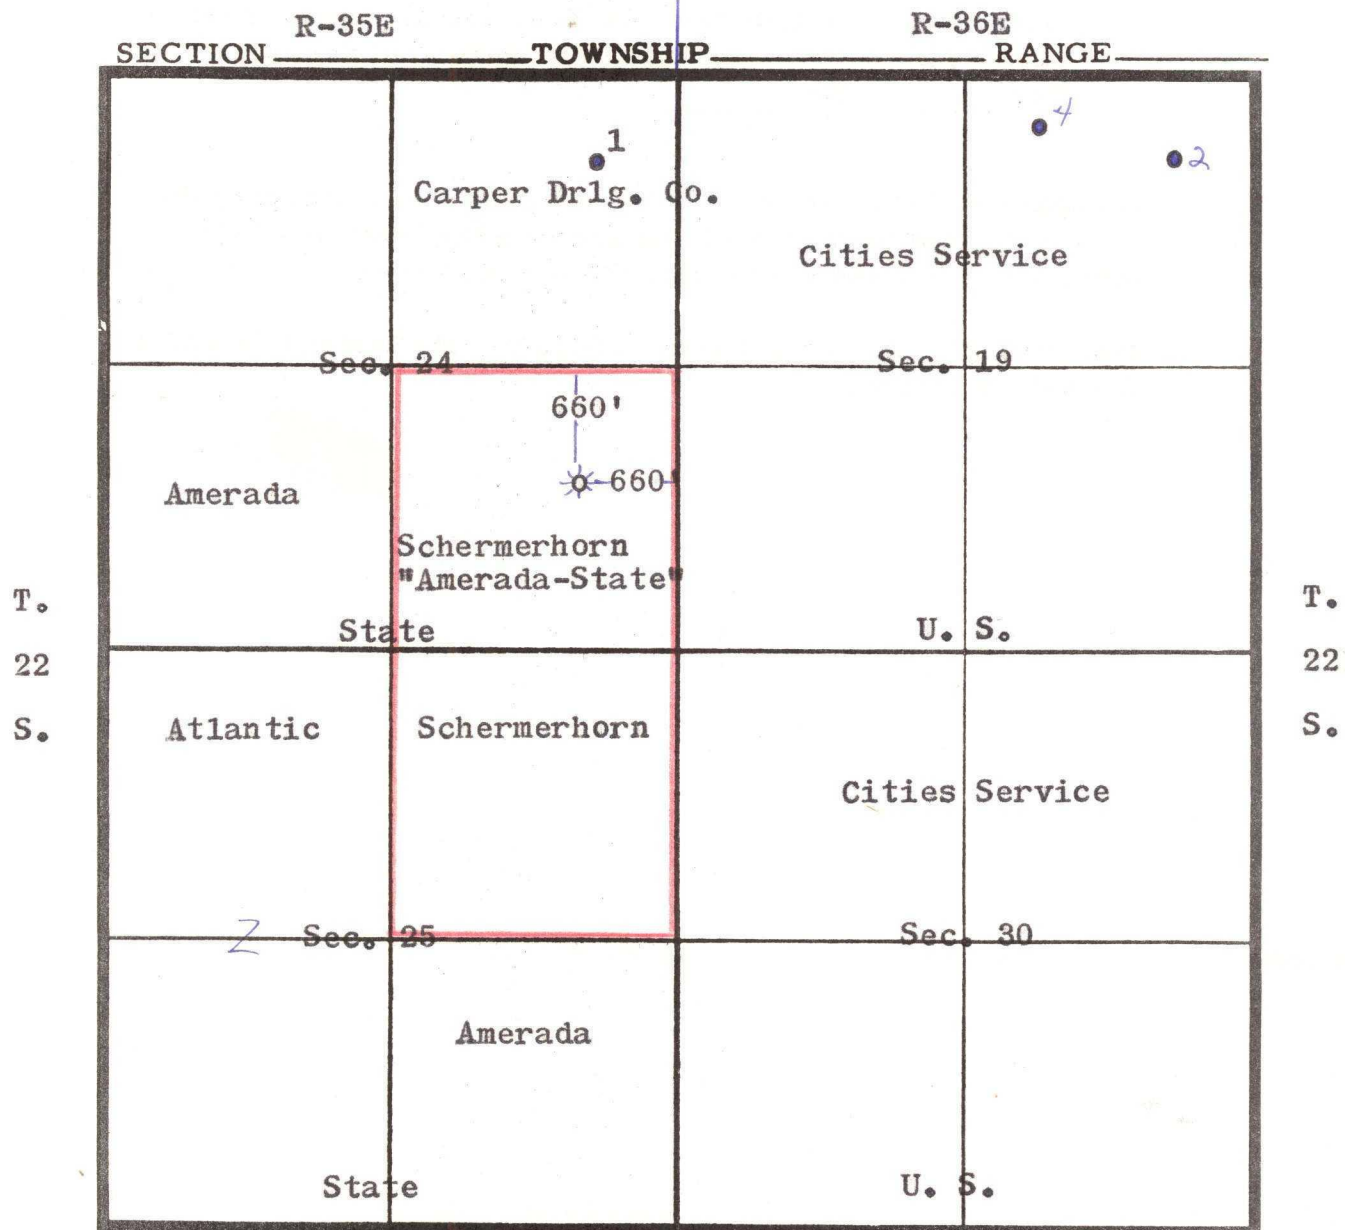 R-35E R-36E
SECTION TOWNSHIP RANGE
1 4
2
Carper Drlg. Co.
Cities Service
Sec. 24 Sec. 19
660'
660'
Amerada
Schermerhorn
"Amerada-State"
T. T.
State U. S.
22 22
S. Atlantic Schermerhorn S.
Cities Service
Z Sec. 25 Sec. 30
Amerada
State U. S.